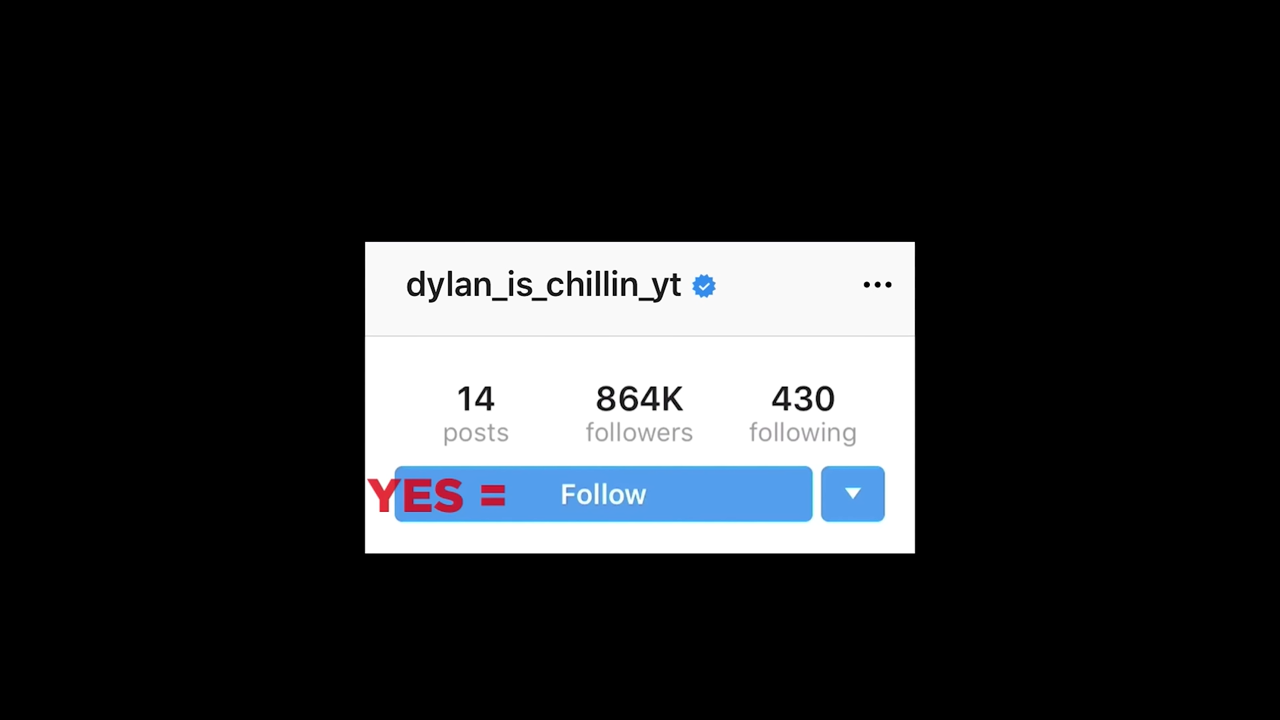 dylan_is_chillin_yt
14 864K 430
posts followers following
YES = Follow